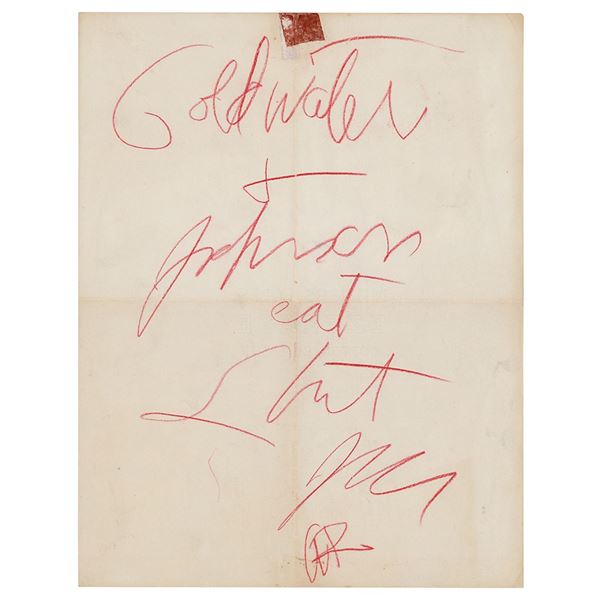 Goldwater
+
Johnson
eat
Shit